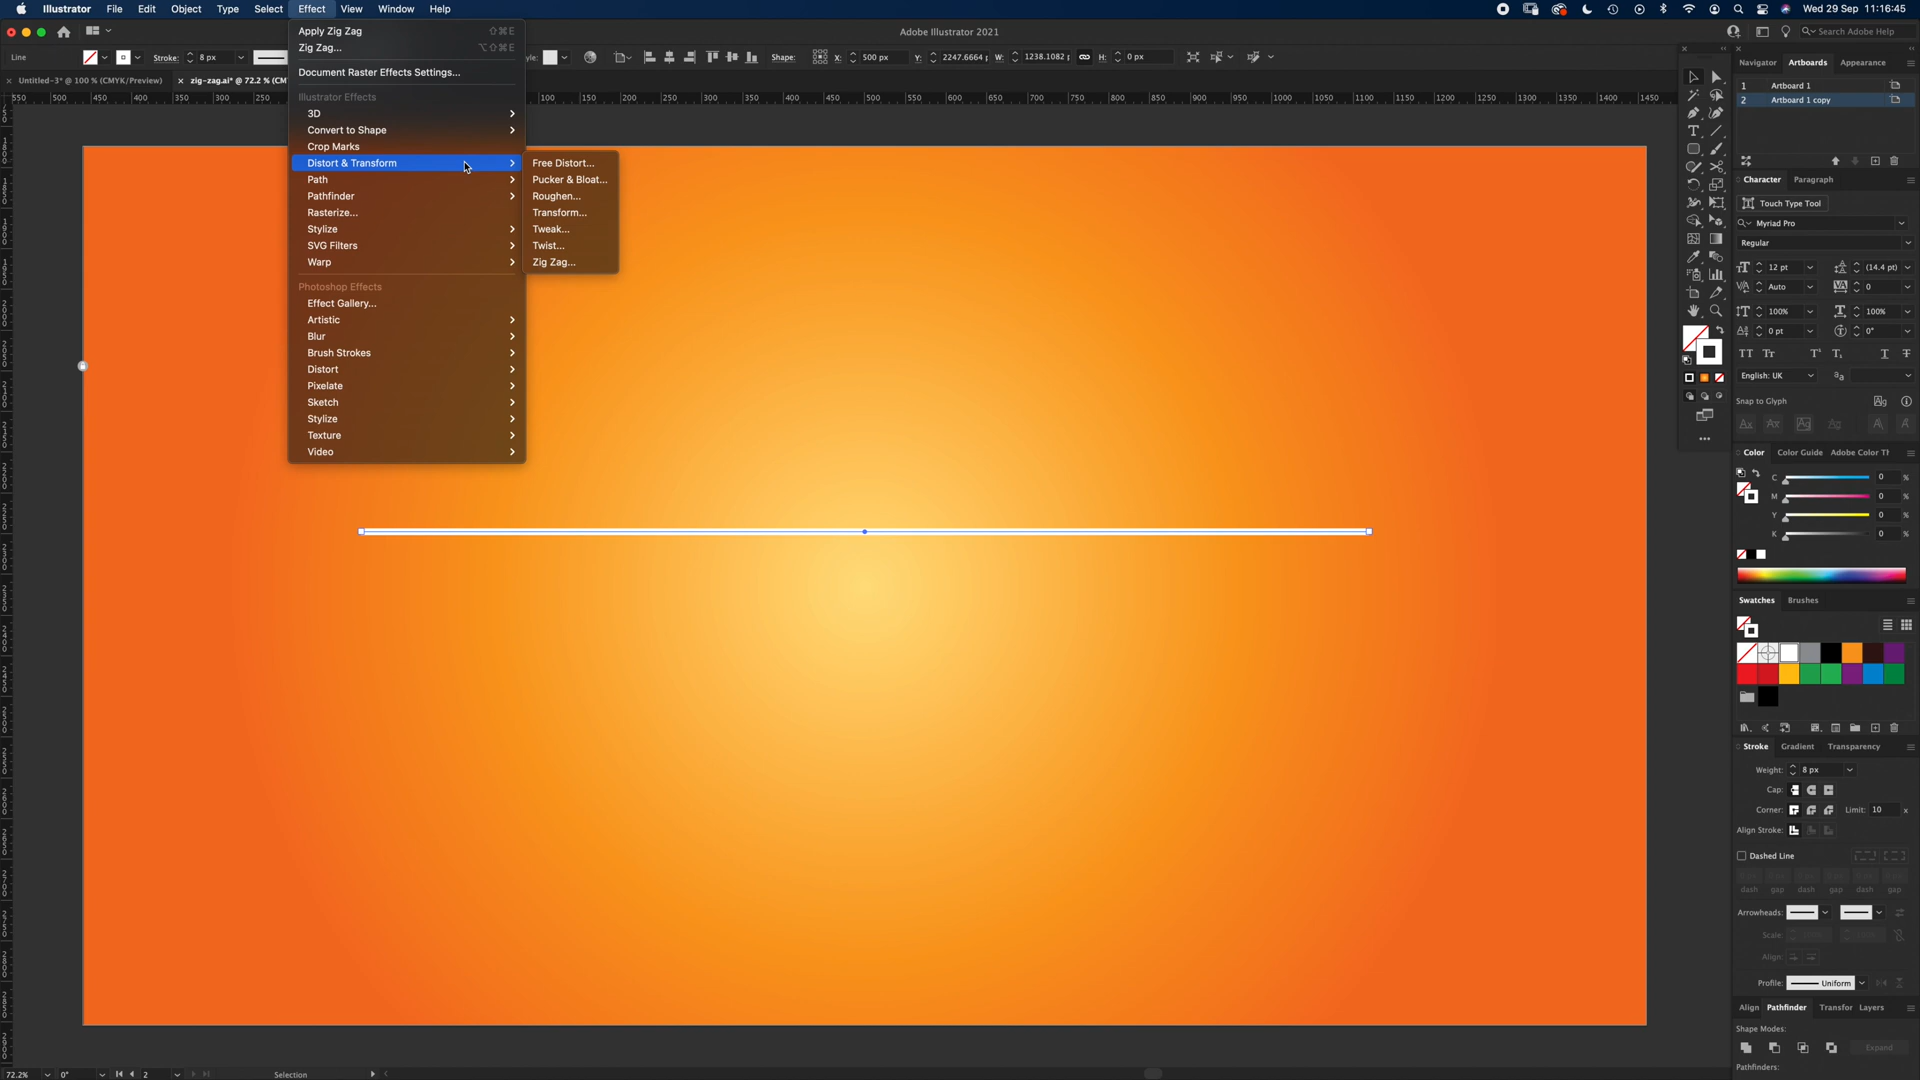 Illustrator File Edit Object Type Select Effect View Window Help Wed 29 Sep 11:16:45
Adobe Illustrator 2021
Search Adobe Help
Line Stroke: 8 px Shape: X: 500 px Y: 2247.6664 W: 1238.1082 H: 0 px
Untitled-3* @ 100 % (CMYK/Preview) zig-zag.ai* @ 72.2 % (CM
Apply Zig Zag ⇧⌘E
Zig Zag... ⌥⇧⌘E
Document Raster Effects Settings...
Illustrator Effects
3D
Convert to Shape
Crop Marks
Distort & Transform
Path
Pathfinder
Rasterize...
Stylize
SVG Filters
Warp
Photoshop Effects
Effect Gallery...
Artistic
Blur
Brush Strokes
Distort
Pixelate
Sketch
Stylize
Texture
Video
Free Distort...
Pucker & Bloat...
Roughen...
Transform...
Tweak...
Twist...
Zig Zag...
500 450 400 350 300 250 100 150 200 250 300 350 400 450 500 550 600 650 700 750 800 850 900 950 1000 1050 1100 1150 1200 1250 1300 1350 1400 1450
Navigator Artboards Appearance
1 Artboard 1
2 Artboard 1 copy
Character Paragraph
Touch Type Tool
Myriad Pro
Regular
12 pt (14.4 pt)
Auto 0
100% 100%
0 pt 0°
English: UK
Snap to Glyph
Color Color Guide Adobe Color Th
C 0 %
M 0 %
Y 0 %
K 0 %
Swatches Brushes
Stroke Gradient Transparency
Weight: 8 px
Cap:
Corner: Limit: 10 x
Align Stroke:
Dashed Line
dash gap dash gap dash gap
Arrowheads:
Scale:
Align:
Profile: Uniform
Align Pathfinder Transfor Layers
Shape Modes:
Expand
Pathfinders:
72.2% 0° 2 Selection